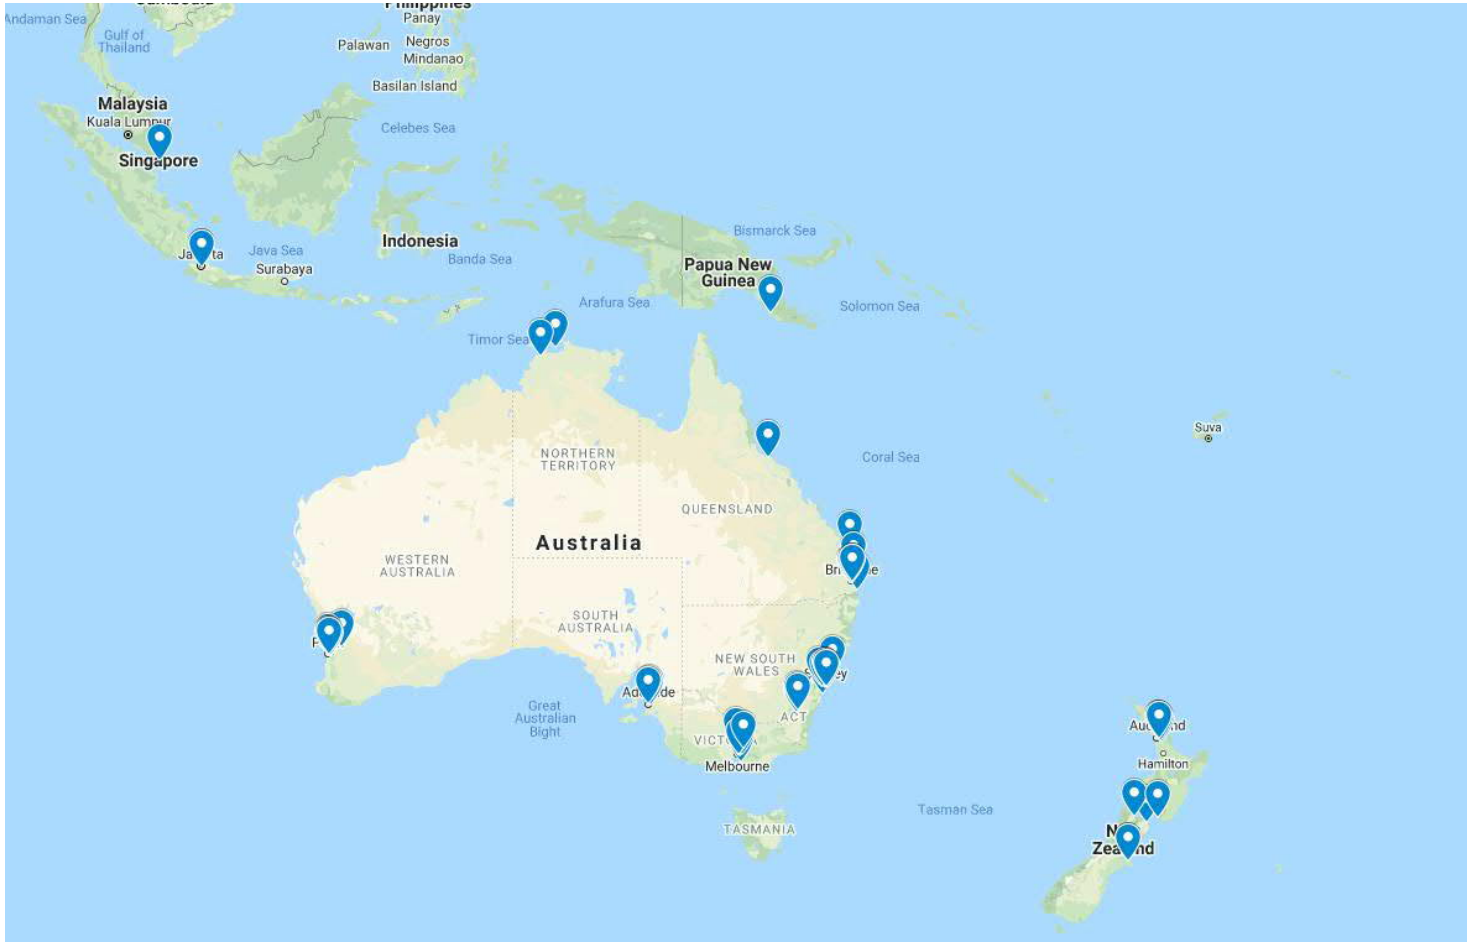 Cambodia
Philippines
Andaman Sea
Panay
Gulf of
Thailand
Palawan
Negros
Mindanao
Basilan Island
Malaysia
Kuala Lumpur
Celebes Sea
Singapore
Bismarck Sea
Indonesia
Java Sea
Banda Sea
Surabaya
Papua New
Guinea
Arafura Sea
Solomon Sea
Timor Sea
Suva
NORTHERN
TERRITORY
Coral Sea
QUEENSLAND
Australia
WESTERN
AUSTRALIA
SOUTH
AUSTRALIA
NEW SOUTH
WALES
Great
Australian
Bight
ACT
Melbourne
Hamilton
Tasman Sea
TASMANIA